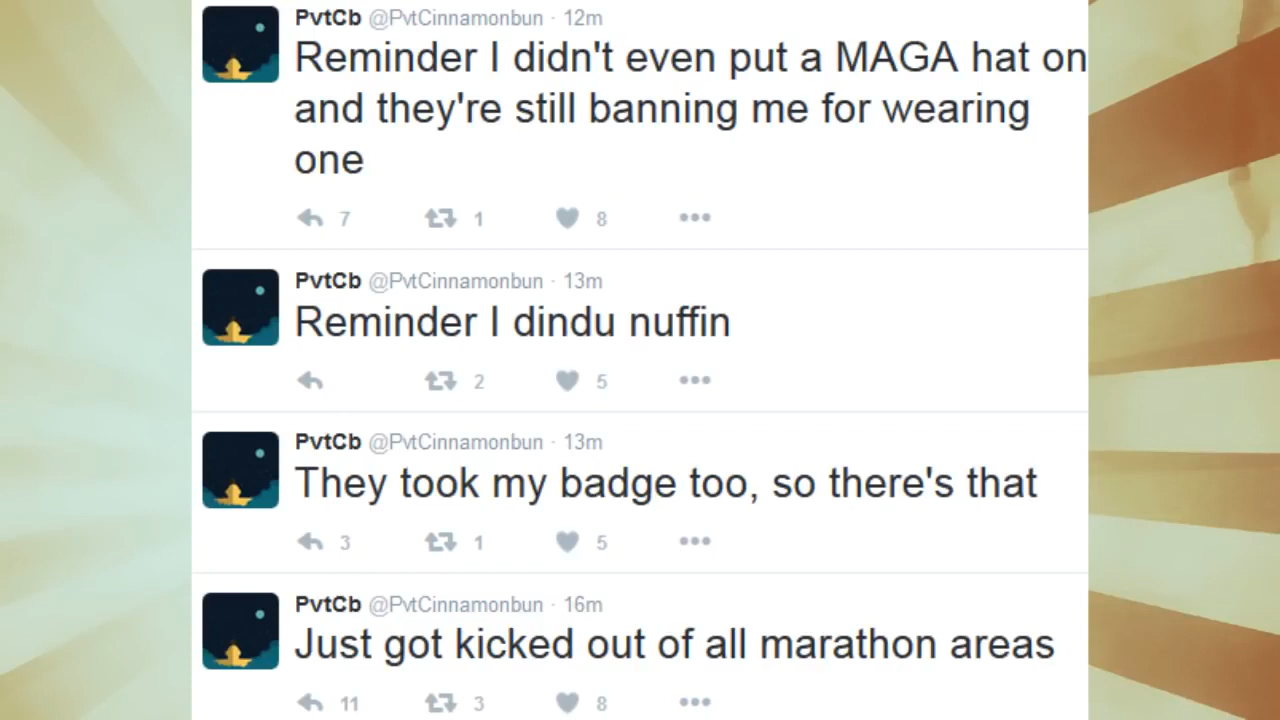 PvtCb @PvtCinnamonbun · 12m
Reminder I didn't even put a MAGA hat on
and they're still banning me for wearing
one
7 1 8
PvtCb @PvtCinnamonbun · 13m
Reminder I dindu nuffin
2 5
PvtCb @PvtCinnamonbun · 13m
They took my badge too, so there's that
3 1 5
PvtCb @PvtCinnamonbun · 16m
Just got kicked out of all marathon areas
11 3 8